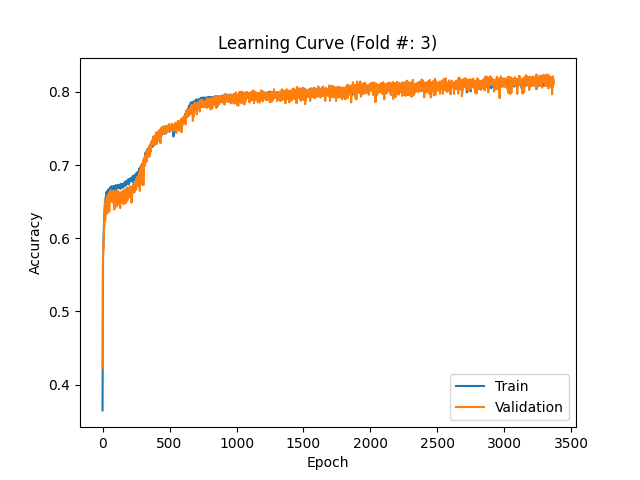 Learning Curve (Fold #: 3)
Accuracy
0.8
0.7
0.6
0.5
0.4
0 500 1000 1500 2000 2500 3000 3500
Epoch
Train
Validation